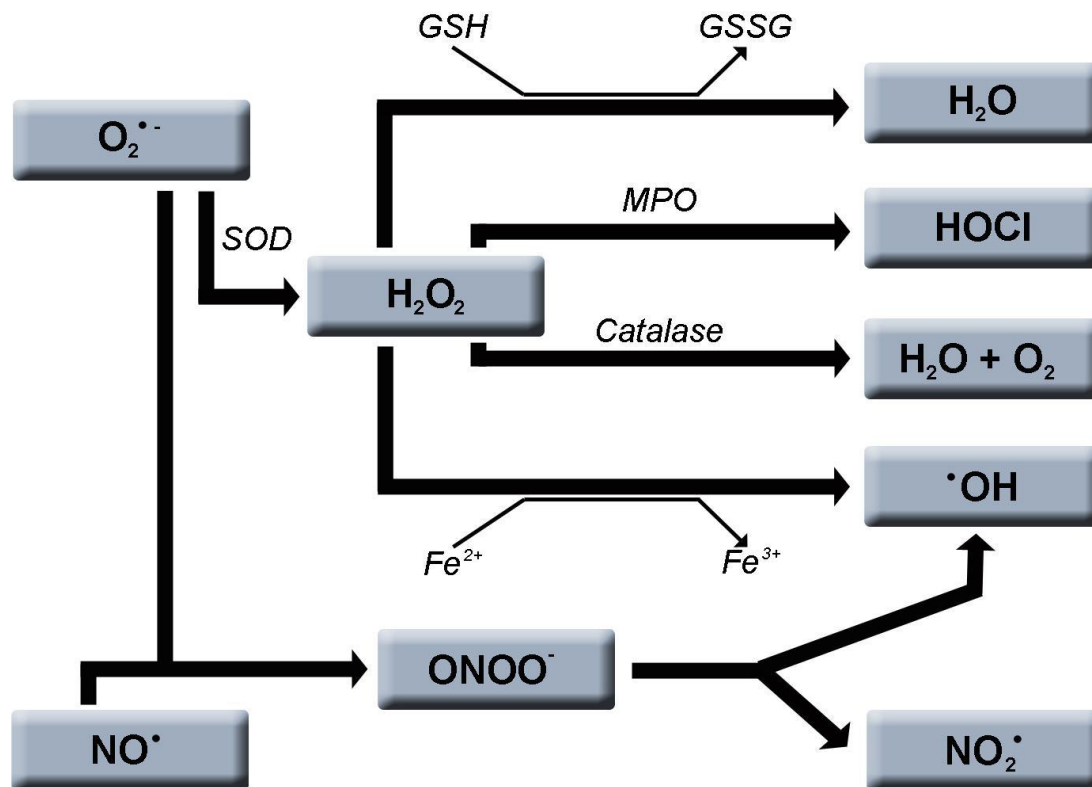 GSH
GSSG
H₂O
O₂•-
MPO
SOD
HOCl
H₂O₂
Catalase
H₂O + O₂
•OH
Fe²⁺
Fe³⁺
ONOO⁻
NO•
NO₂•